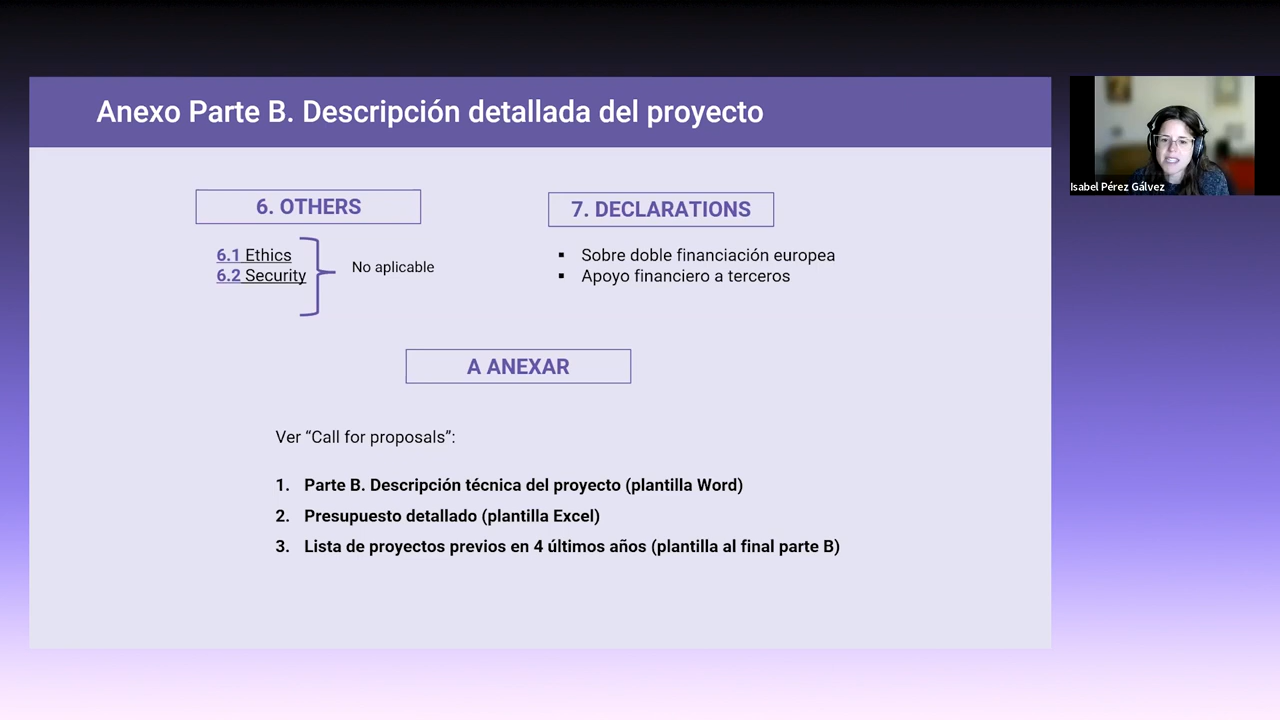 Anexo Parte B. Descripción detallada del proyecto
6. OTHERS
6.1 Ethics
6.2 Security
No aplicable
7. DECLARATIONS
▪ Sobre doble financiación europea
▪ Apoyo financiero a terceros
A ANEXAR
Ver “Call for proposals”:
1. Parte B. Descripción técnica del proyecto (plantilla Word)
2. Presupuesto detallado (plantilla Excel)
3. Lista de proyectos previos en 4 últimos años (plantilla al final parte B)
Isabel Pérez Gálvez